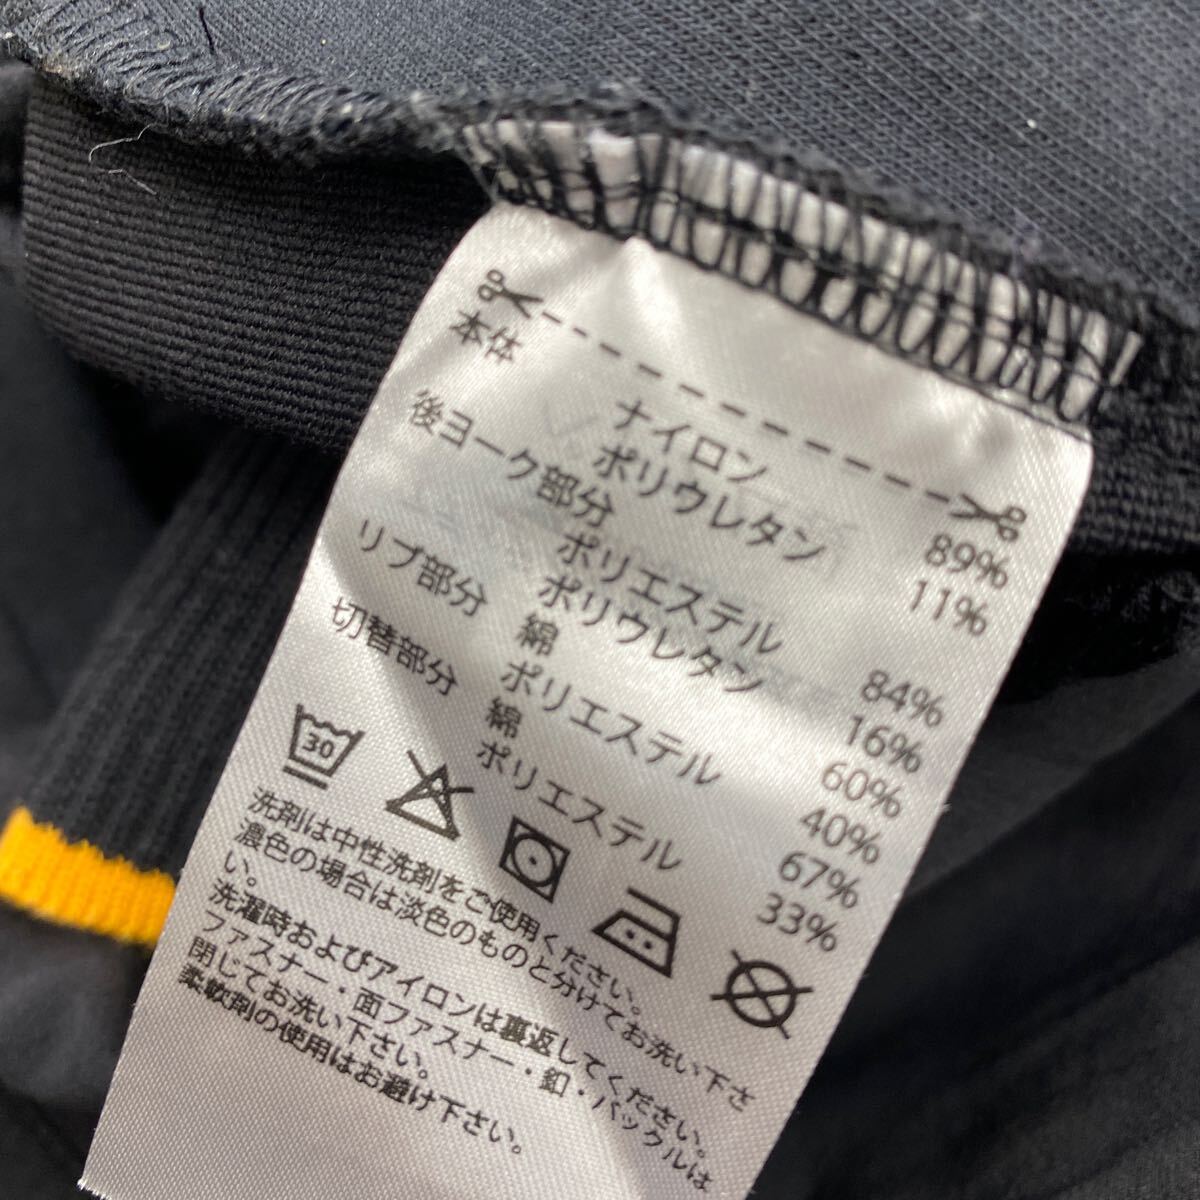 本体
ナイロン 89%
ポリウレタン 11%
後ヨーク部分
ポリエステル 84%
ポリウレタン 16%
リブ部分 綿 60%
ポリエステル 40%
切替部分 綿 67%
ポリエステル 33%
30
洗剤は中性洗剤をご使用ください。
濃色の場合は淡色のものと分けてお洗い下さ
い。
洗濯時およびアイロンは裏返してください。
ファスナー・面ファスナー・釦・バックルは
閉じてお洗い下さい。
柔軟剤の使用はお避け下さい。